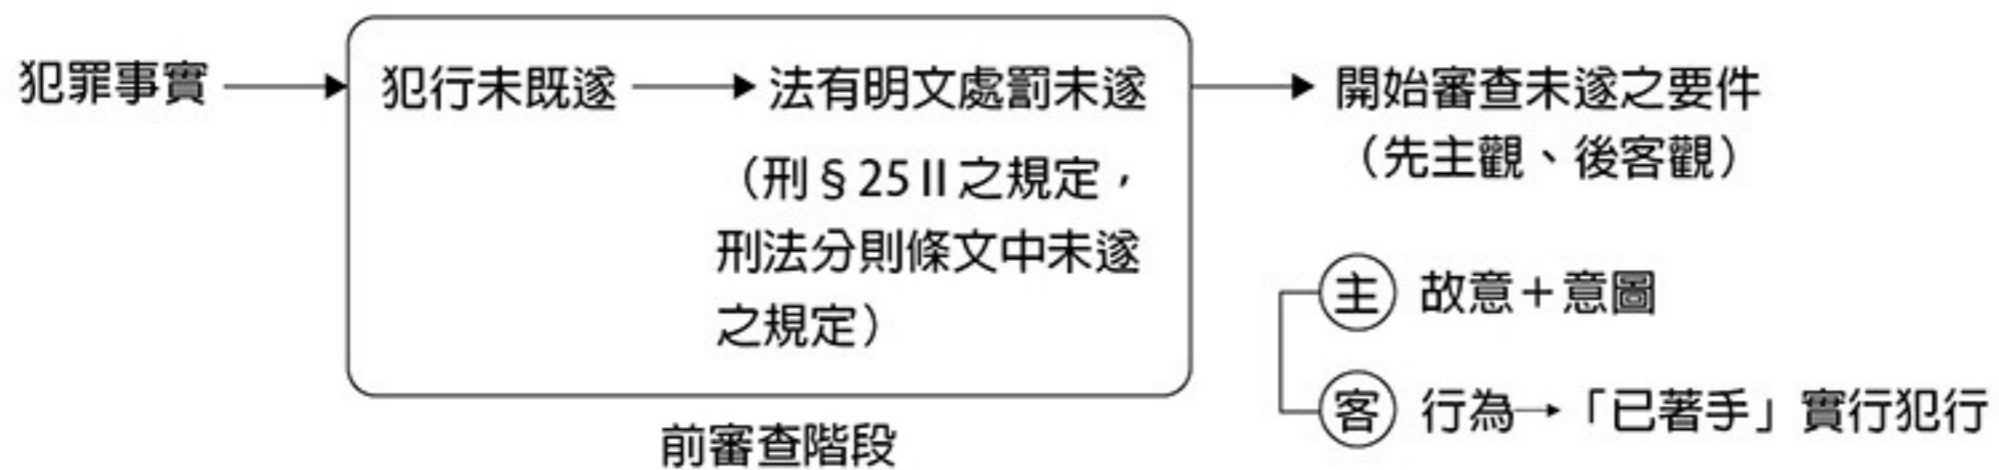 犯罪事實
犯行未既遂
法有明文處罰未遂
（刑§25 II 之規定，
刑法分則條文中未遂
之規定）
前審查階段
開始審查未遂之要件
（先主觀、後客觀）
主 故意＋意圖
客 行為→「已著手」實行犯行